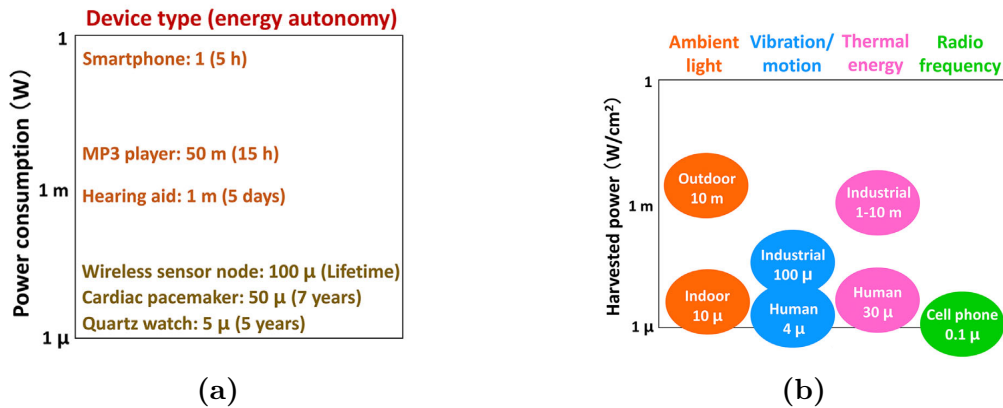 Device type (energy autonomy)
Power consumption (W)
1
1 m
1 µ
Smartphone: 1 (5 h)
MP3 player: 50 m (15 h)
Hearing aid: 1 m (5 days)
Wireless sensor node: 100 µ (Lifetime)
Cardiac pacemaker: 50 µ (7 years)
Quartz watch: 5 µ (5 years)
(a)
Ambient
light
Vibration/
motion
Thermal
energy
Radio
frequency
Harvested power (W/cm²)
1
1 m
1 µ
Outdoor
10 m
Indoor
10 µ
Industrial
100 µ
Human
4 µ
Industrial
1-10 m
Human
30 µ
Cell phone
0.1 µ
(b)